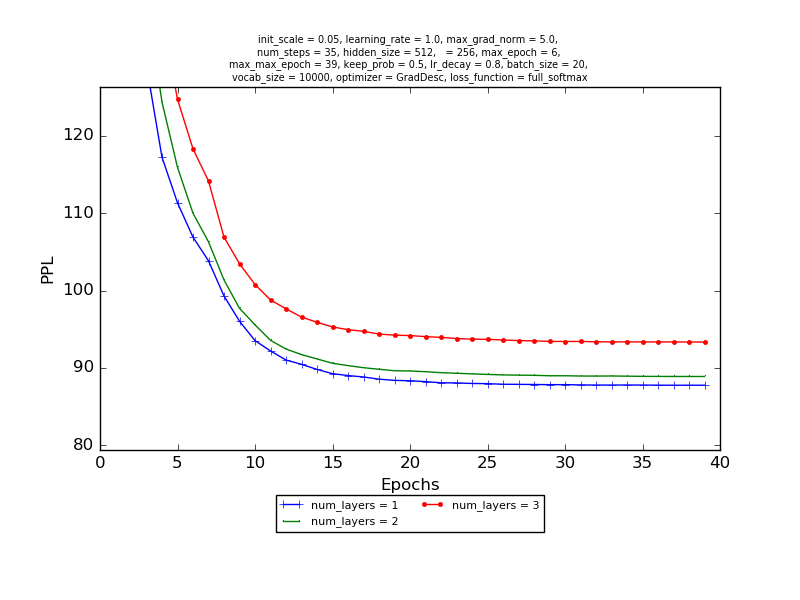 init_scale = 0.05, learning_rate = 1.0, max_grad_norm = 5.0,
num_steps = 35, hidden_size = 512,   = 256, max_epoch = 6,
max_max_epoch = 39, keep_prob = 0.5, lr_decay = 0.8, batch_size = 20,
vocab_size = 10000, optimizer = GradDesc, loss_function = full_softmax
120
110
PPL
100
90
80
0 5 10 15 20 25 30 35 40
Epochs
num_layers = 1 num_layers = 3
num_layers = 2